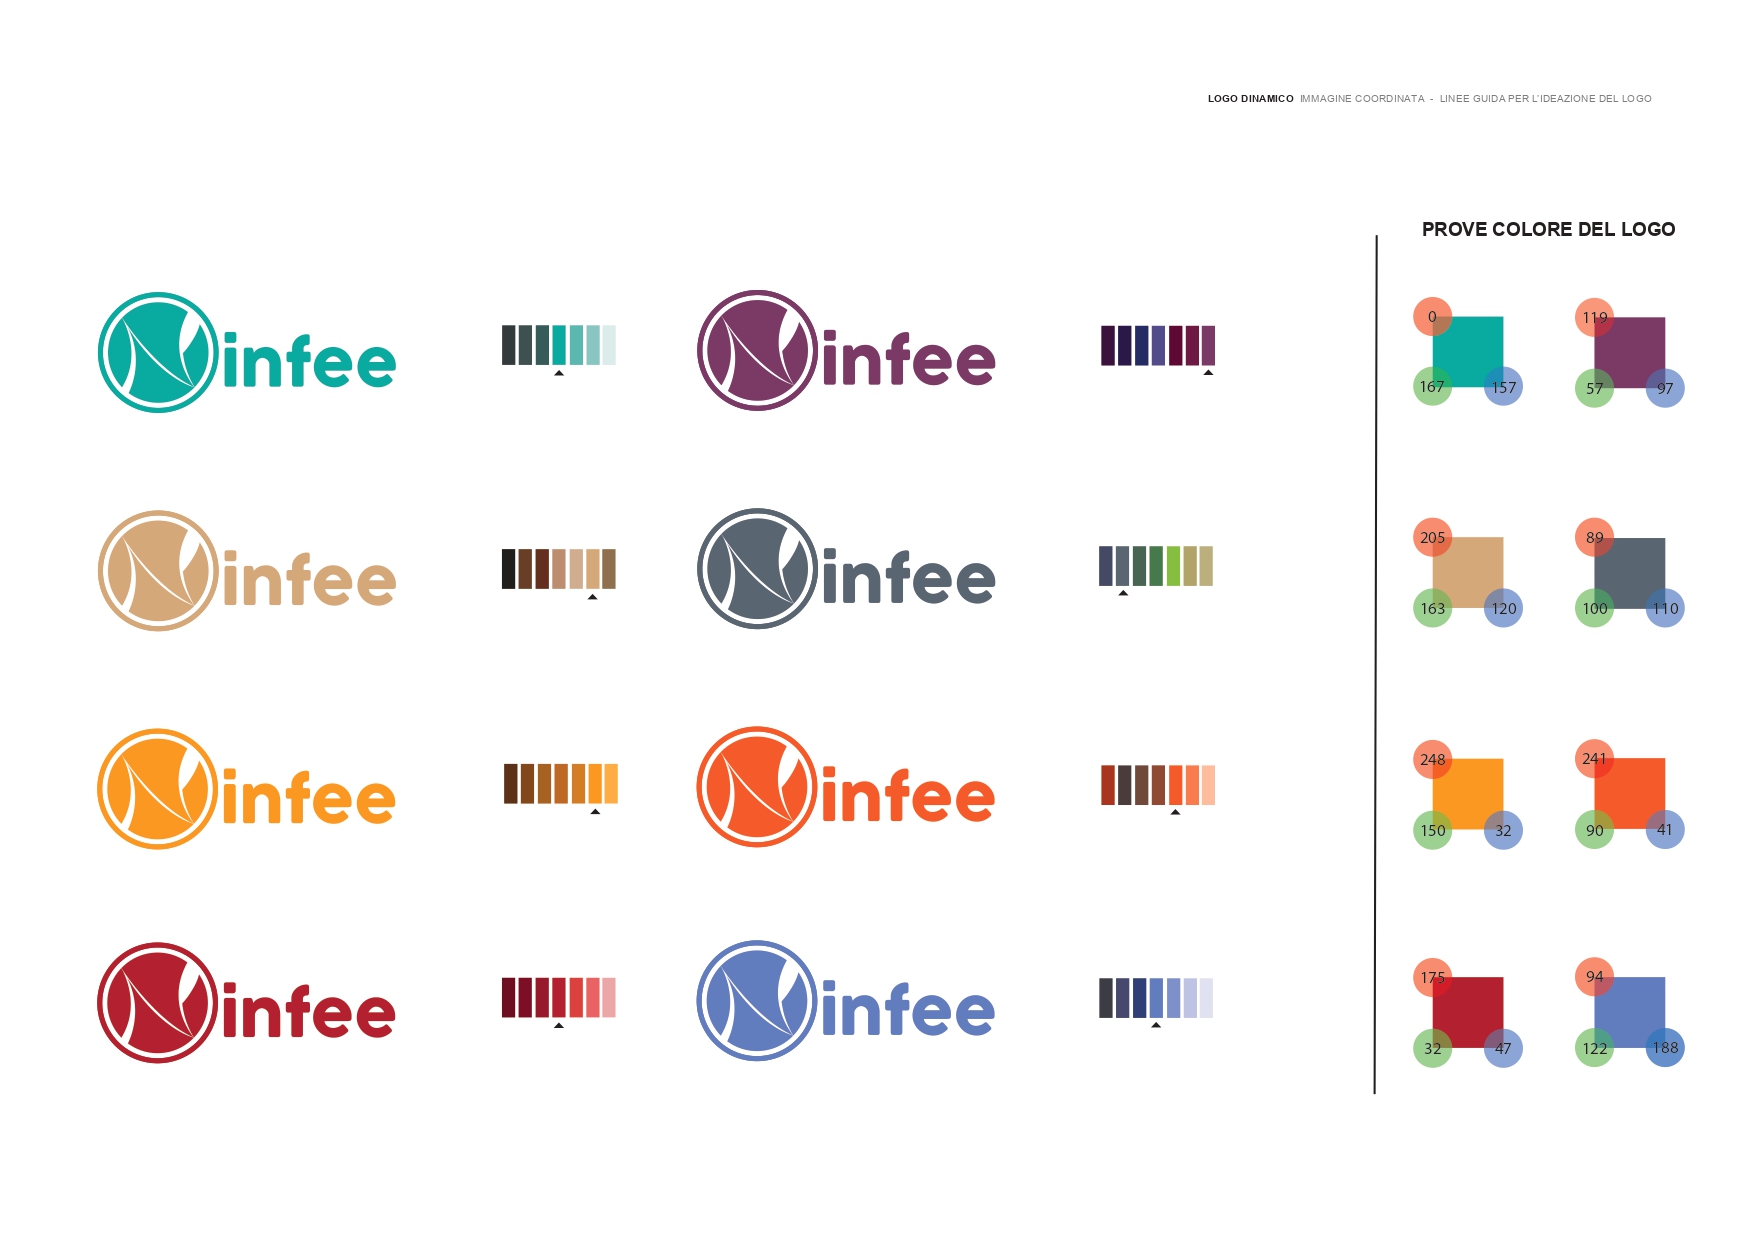 LOGO DINAMICO IMMAGINE COORDINATA - LINEE GUIDA PER L'IDEAZIONE DEL LOGO
PROVE COLORE DEL LOGO
infee
infee
0
119
167
157
57
97
infee
infee
205
89
163
120
100
110
infee
infee
248
241
150
32
90
41
infee
infee
175
94
32
47
122
188